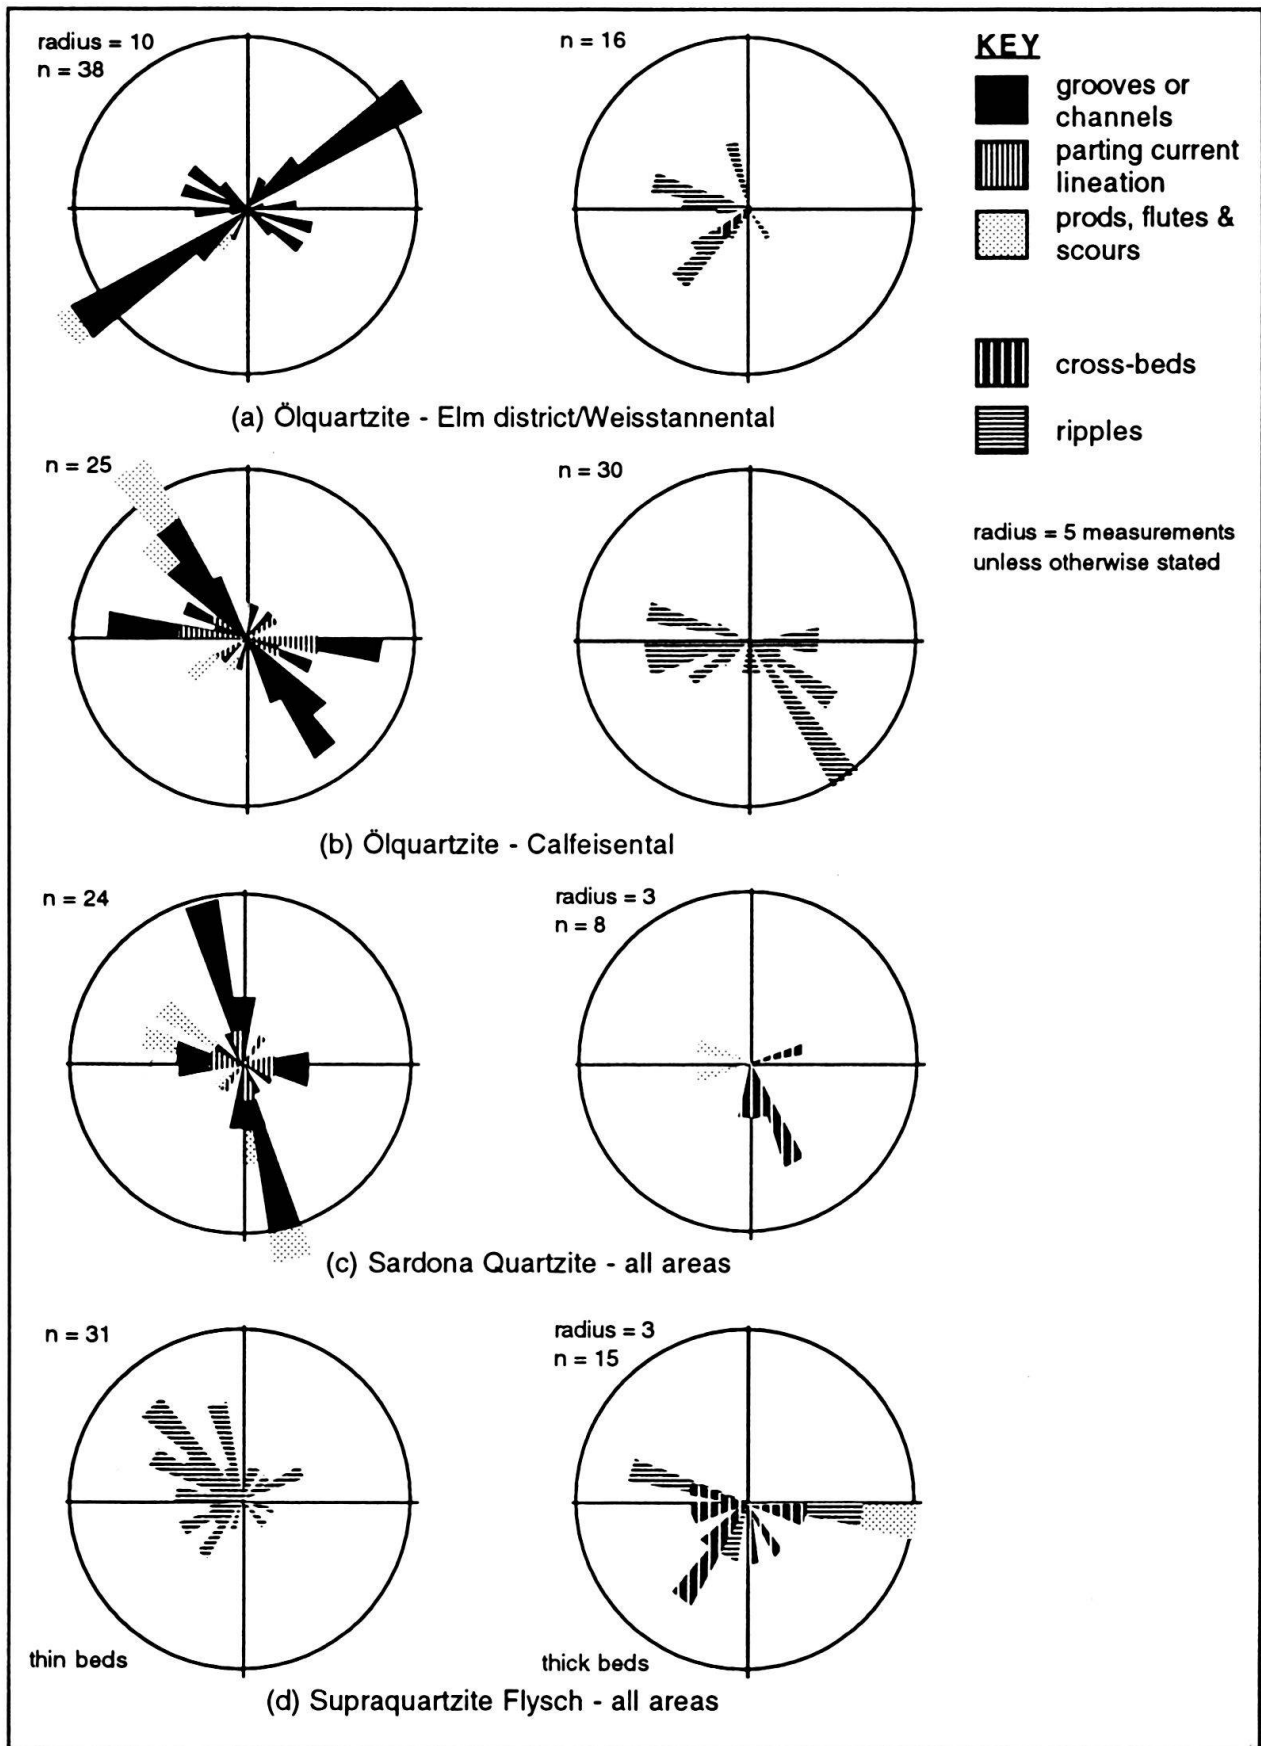 radius = 10
n = 38
n = 16
(a) Ölquartzite - Elm district/Weisstannental
n = 25
n = 30
(b) Ölquartzite - Calfeisental
n = 24
radius = 3
n = 8
(c) Sardona Quartzite - all areas
n = 31
radius = 3
n = 15
thin beds
thick beds
(d) Supraquartzite Flysch - all areas
KEY
grooves or
channels
parting current
lineation
prods, flutes &
scours
cross-beds
ripples
radius = 5 measurements
unless otherwise stated